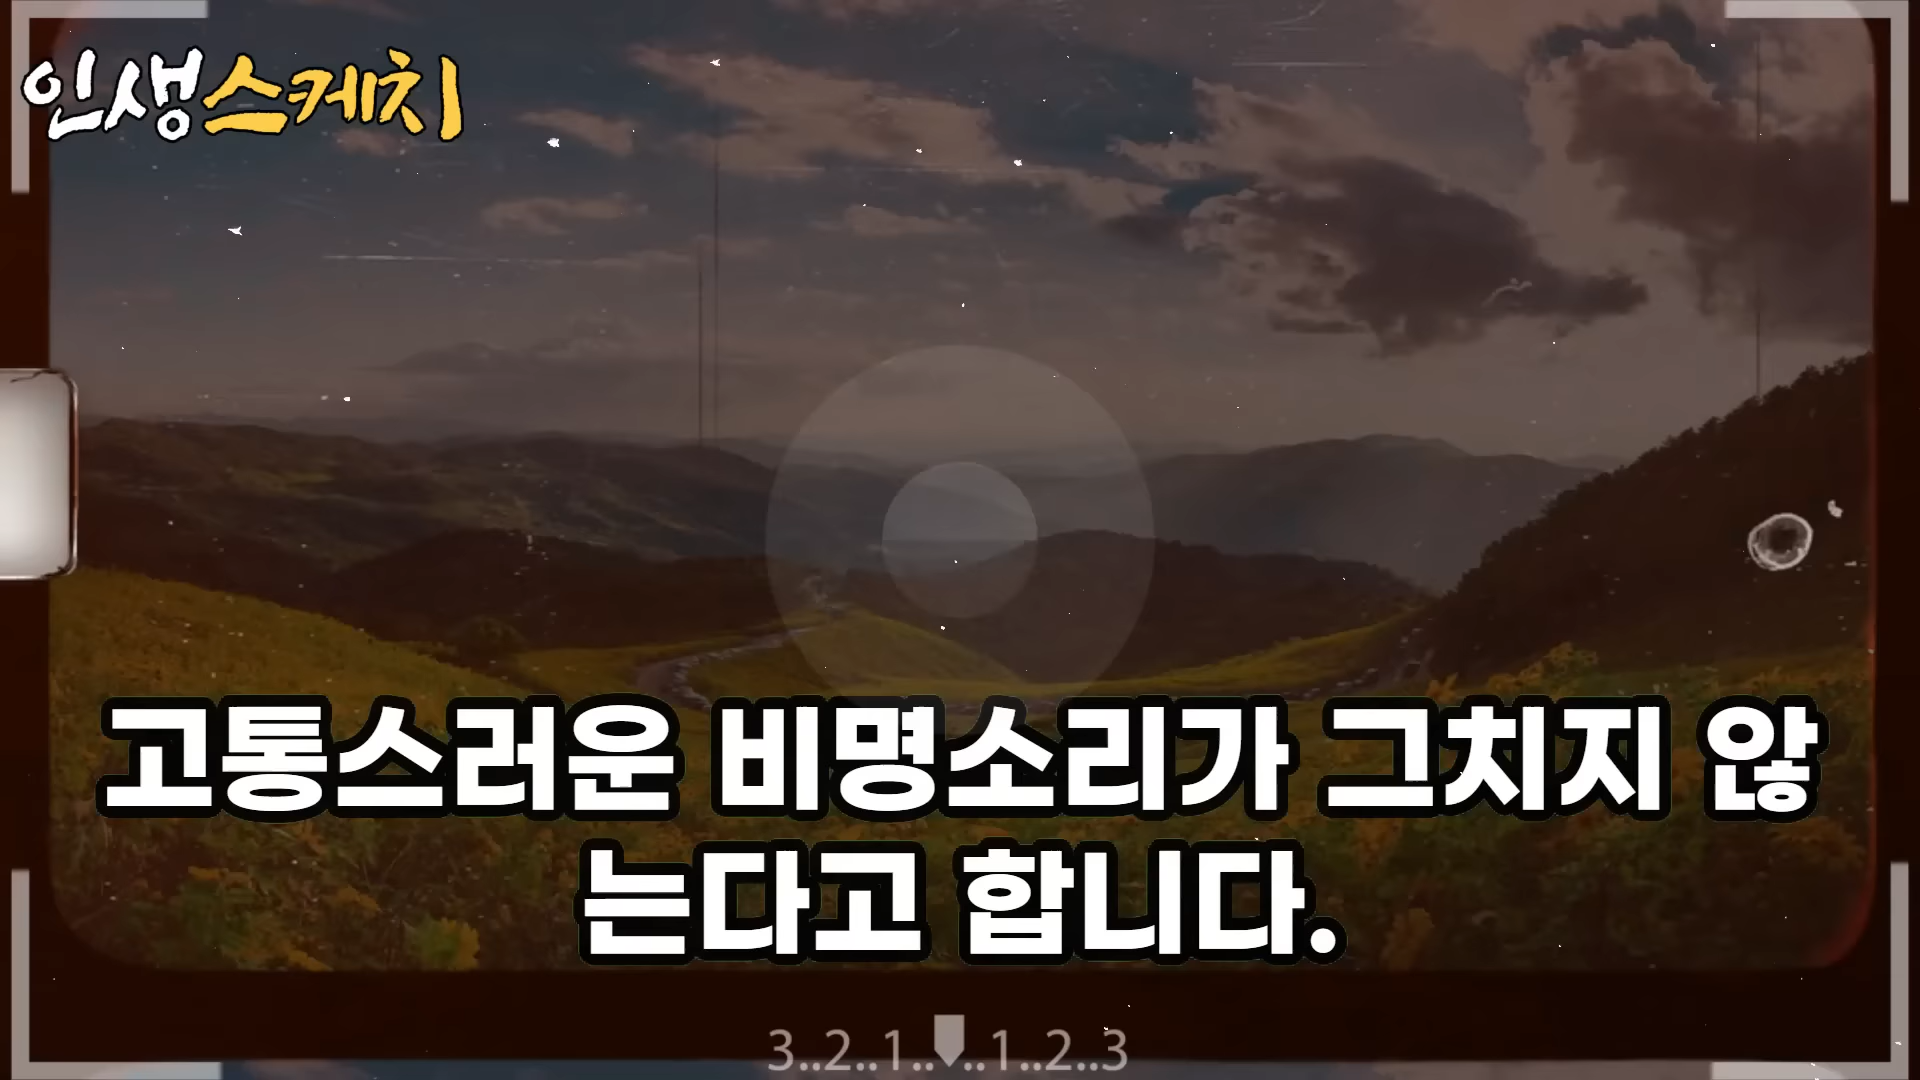 인생스케치
고통스러운 비명소리가 그치지 않
는다고 합니다.
3..2..1.. ..1..2..3